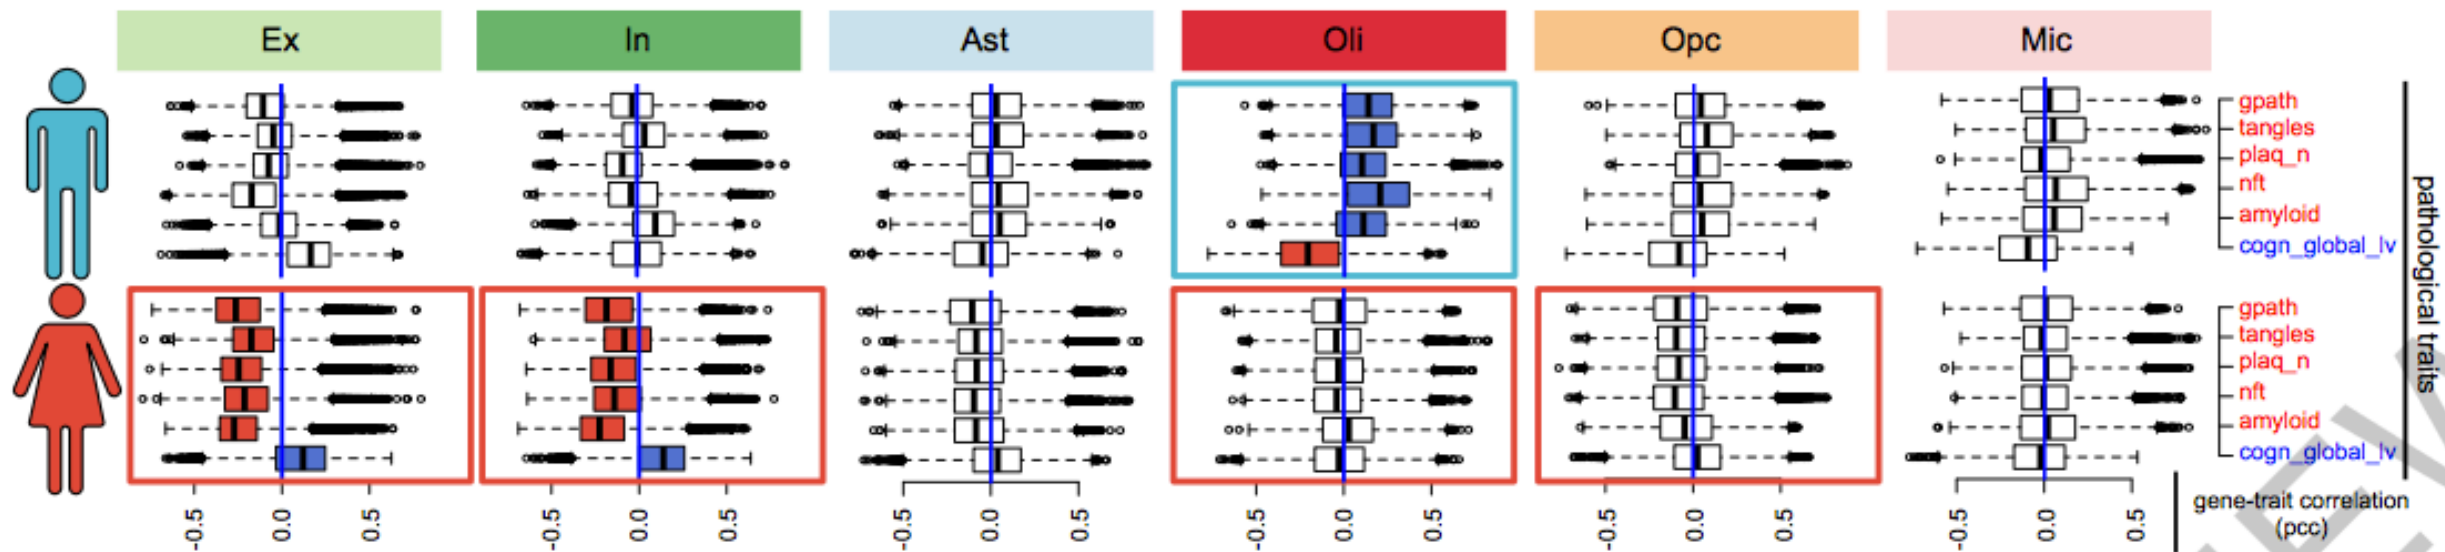 Ex In Ast Oli Opc Mic
gpath
tangles
plaq_n
nft
amyloid
cogn_global_lv
gpath
tangles
plaq_n
nft
amyloid
cogn_global_lv
pathological traits
-0.5 0.0 0.5 -0.5 0.0 0.5 -0.5 0.0 0.5 -0.5 0.0 0.5 -0.5 0.0 0.5 -0.5 0.0 0.5
gene-trait correlation
(pcc)